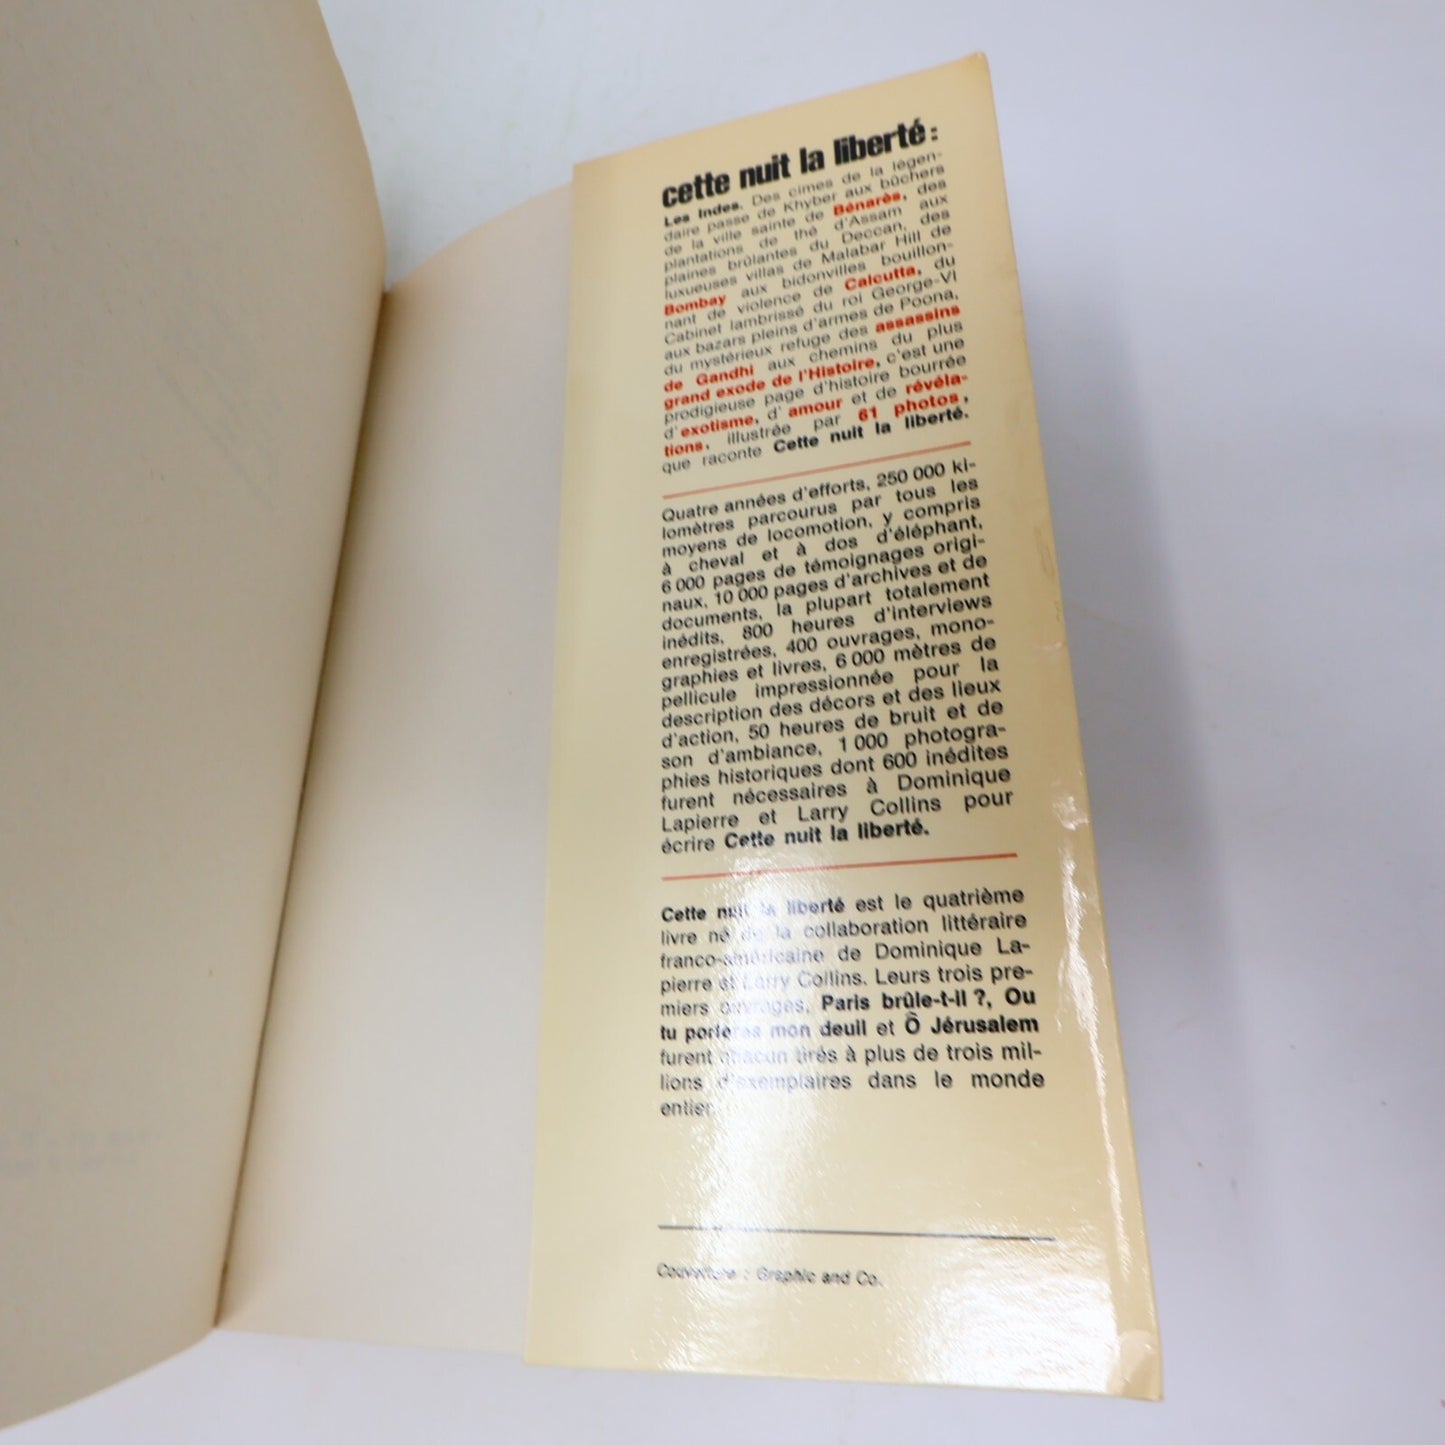 cette nuit la liberté :
Les Indes. Des cimes de la légen-
daire passe de Khyber aux bûchers
de la ville sainte de Bénarès, des
plantations de thé d'Assam aux
plaines brûlantes du Deccan, des
luxueuses villas de Malabar Hill de
Bombay aux bidonvilles bouillon-
nant de violence de Calcutta, du
Cabinet lambrissé du roi George-VI
aux bazars pleins d'armes de Poona,
du mystérieux refuge des assassins
de Gandhi aux chemins du plus
grand exode de l'Histoire, c'est une
prodigieuse page d'histoire bourrée
d'exotisme, d'amour et de révéla-
tions, illustrée par 61 photos,
que raconte Cette nuit la liberté.
Quatre années d'efforts, 250 000 ki-
lomètres parcourus par tous les
moyens de locomotion, y compris
à cheval et à dos d'éléphant,
6 000 pages de témoignages origi-
naux, 10 000 pages d'archives et de
documents, la plupart totalement
inédits, 800 heures d'interviews
enregistrées, 400 ouvrages, mono-
graphies et livres, 6 000 mètres de
pellicule impressionnée pour la
description des décors et des lieux
d'action, 50 heures de bruit et de
son d'ambiance, 1 000 photogra-
phies historiques dont 600 inédites
furent nécessaires à Dominique
Lapierre et Larry Collins pour
écrire Cette nuit la liberté.
Cette nuit la liberté est le quatrième
livre né de la collaboration littéraire
franco-américaine de Dominique La-
pierre et Larry Collins. Leurs trois pre-
miers ouvrages, Paris brûle-t-il ?, Ou
tu porteras mon deuil et Ô Jérusalem
furent chacun tirés à plus de trois mil-
lions d'exemplaires dans le monde
entier.
Couverture : Graphic and Co.